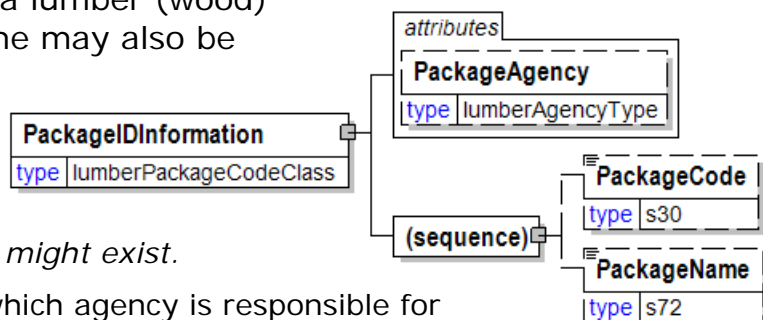 a lumber (wood)
ne may also be
might exist.
which agency is responsible for
PackageIDInformation
type lumberPackageCodeClass
attributes
PackageAgency
type lumberAgencyType
(sequence)
PackageCode
type s30
PackageName
type s72